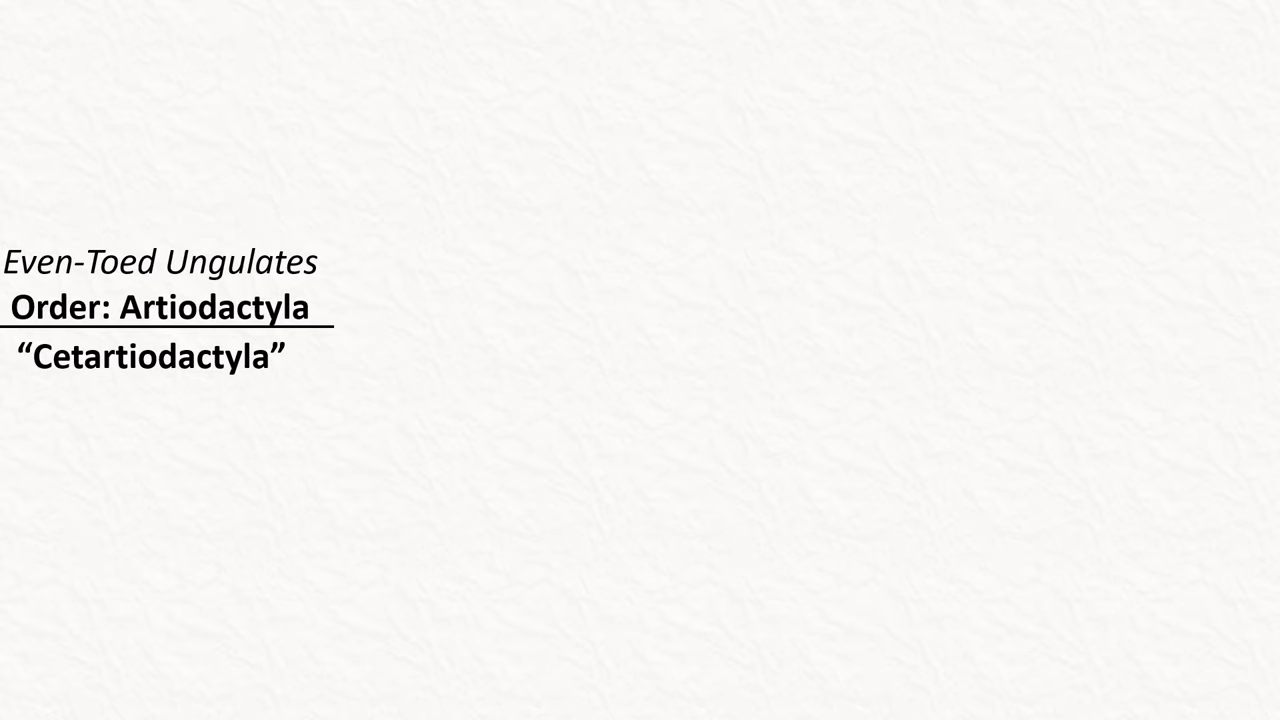 Even-Toed Ungulates
Order: Artiodactyla
“Cetartiodactyla”